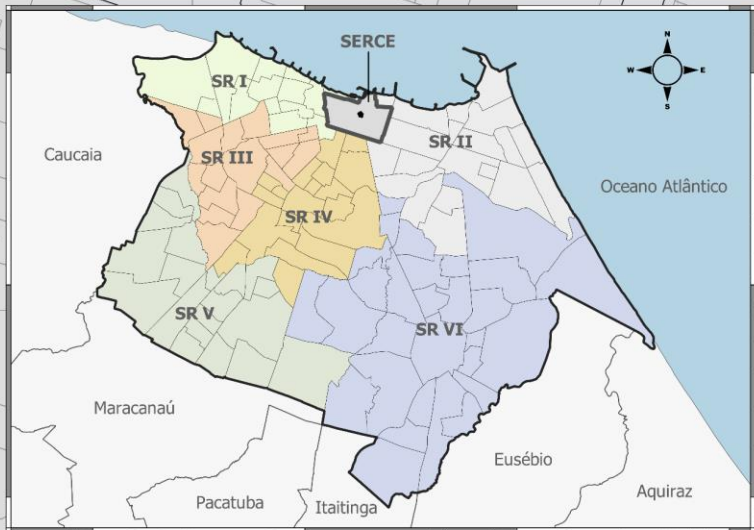 SERCE
N
W E
S
SR I
SR II
Caucaia
SR III
Oceano Atlântico
SR IV
SR V
SR VI
Maracanaú
Eusébio
Aquiraz
Pacatuba
Itaitinga